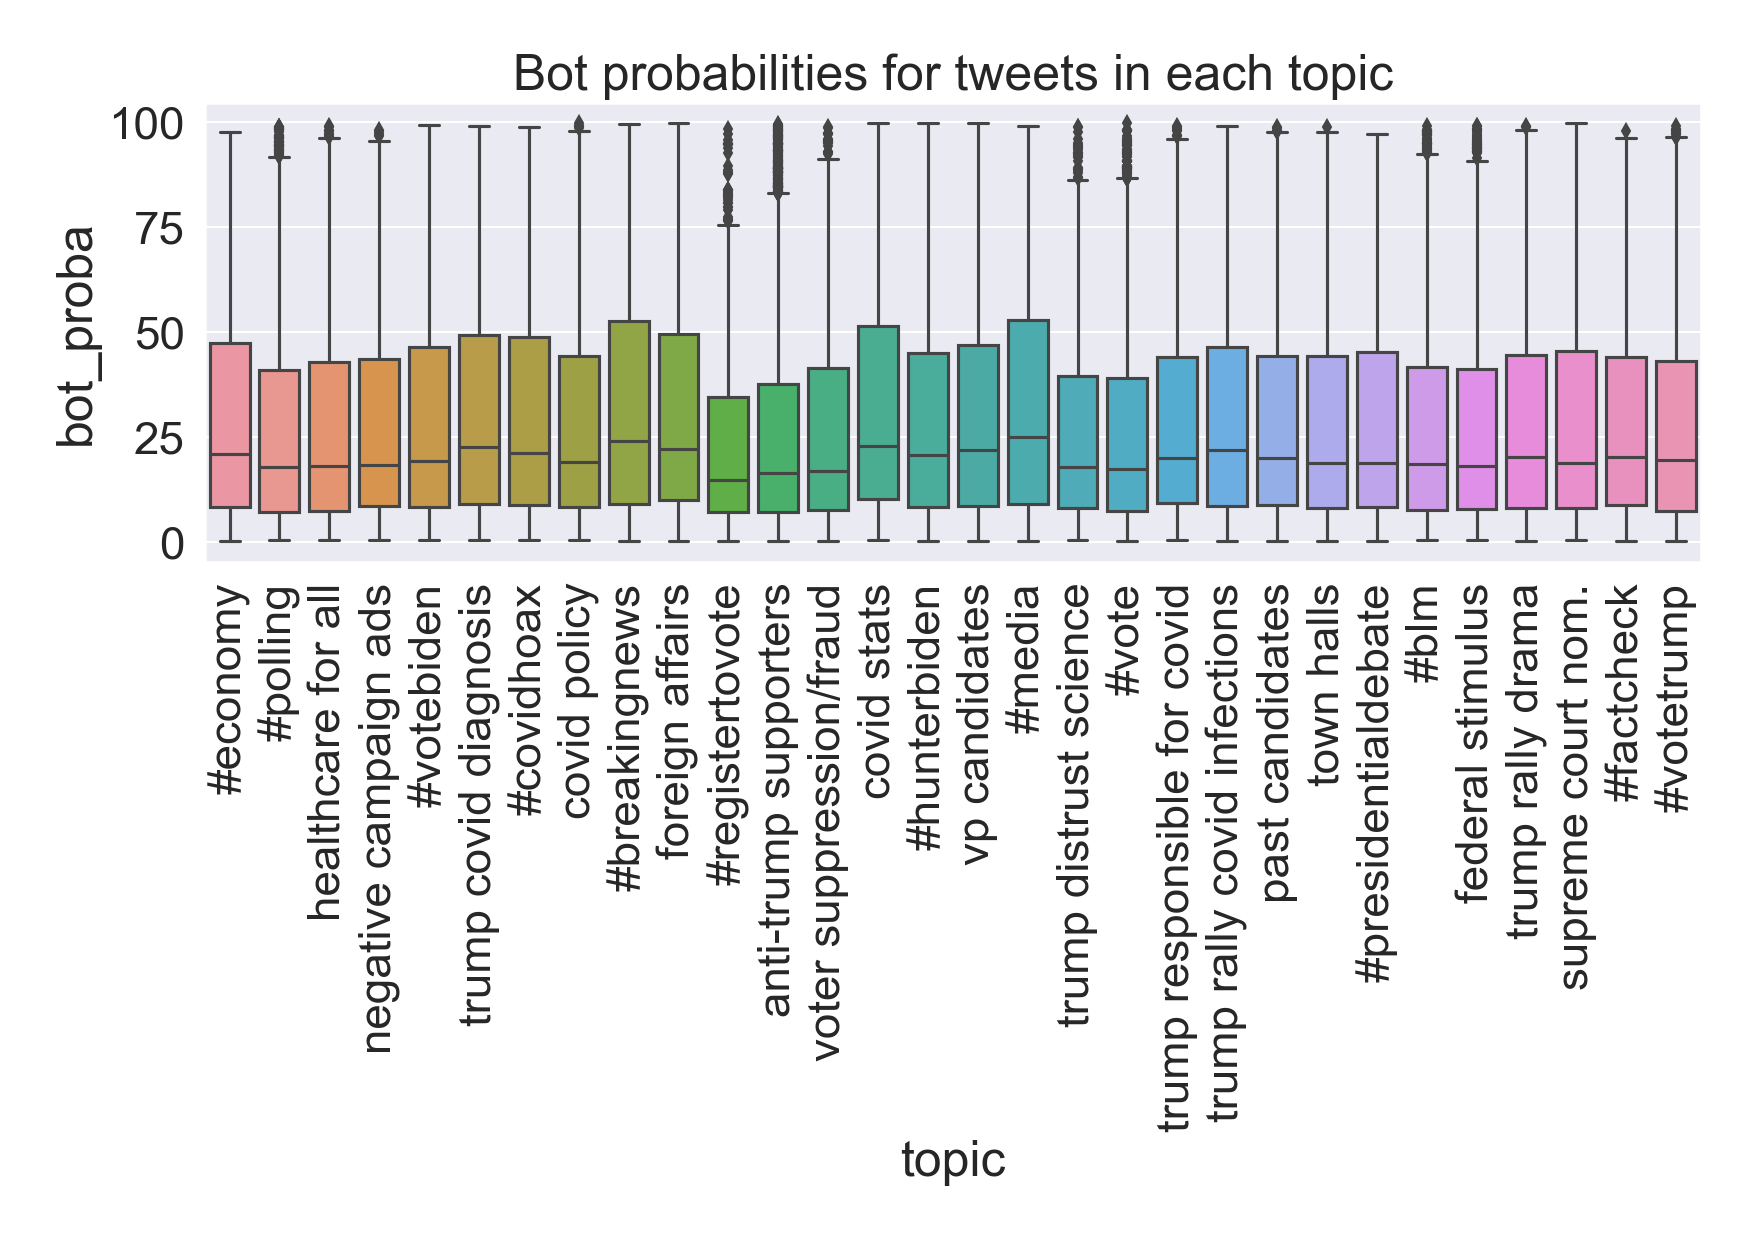 Bot probabilities for tweets in each topic
bot_proba
100
75
50
25
0
#economy
#polling
healthcare for all
negative campaign ads
#votebiden
trump covid diagnosis
#covidhoax
covid policy
#breakingnews
foreign affairs
#registertovote
anti-trump supporters
voter suppression/fraud
covid stats
#hunterbiden
vp candidates
#media
trump distrust science
#vote
trump responsible for covid
trump rally covid infections
past candidates
town halls
#presidentialdebate
#blm
federal stimulus
trump rally drama
supreme court nom.
#factcheck
#votetrump
topic